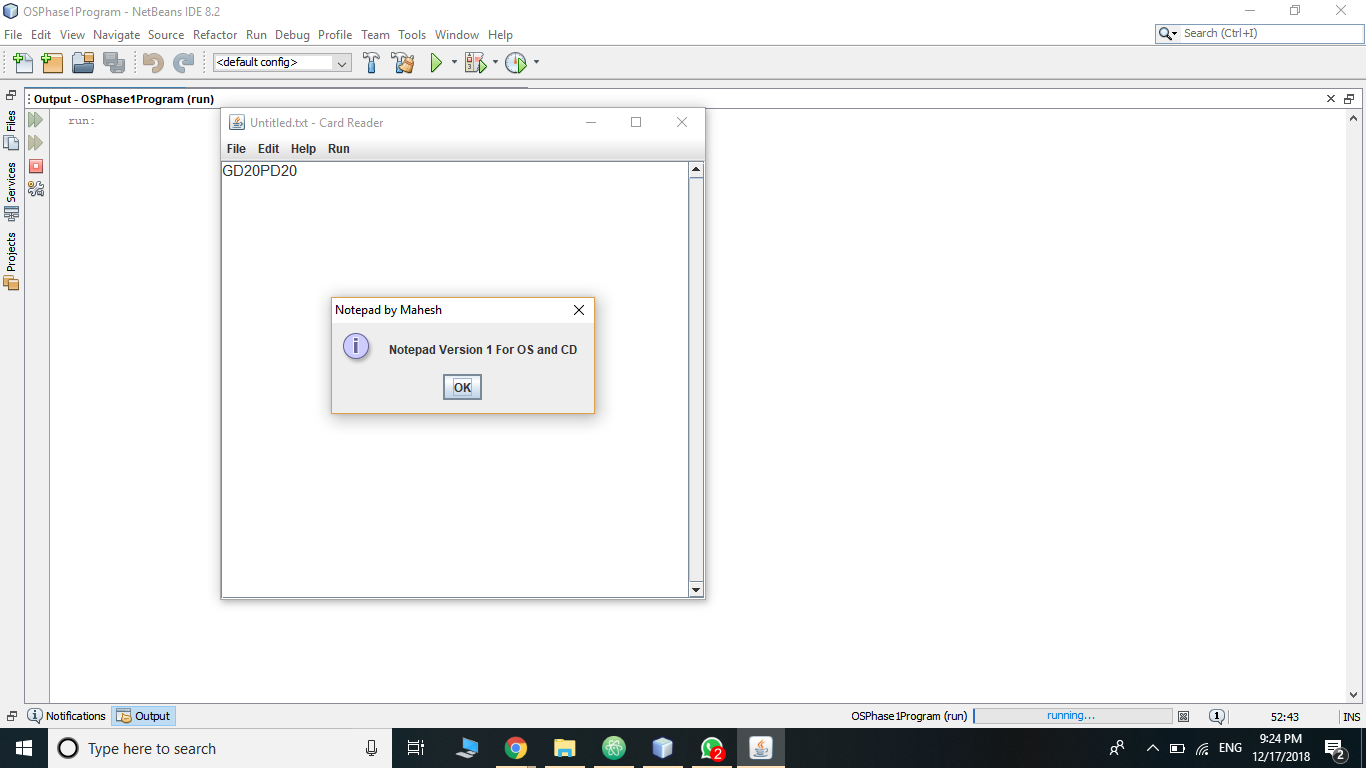 OSPhase1Program - NetBeans IDE 8.2
File Edit View Navigate Source Refactor Run Debug Profile Team Tools Window Help
Search (Ctrl+I)
<default config>
Output - OSPhase1Program (run)
Files
Services
Projects
run:
Untitled.txt - Card Reader
File Edit Help Run
GD20PD20
Notepad by Mahesh
Notepad Version 1 For OS and CD
OK
Notifications
Output
OSPhase1Program (run)
running...
1
52:43
INS
Type here to search
2
ENG
9:24 PM
12/17/2018
2